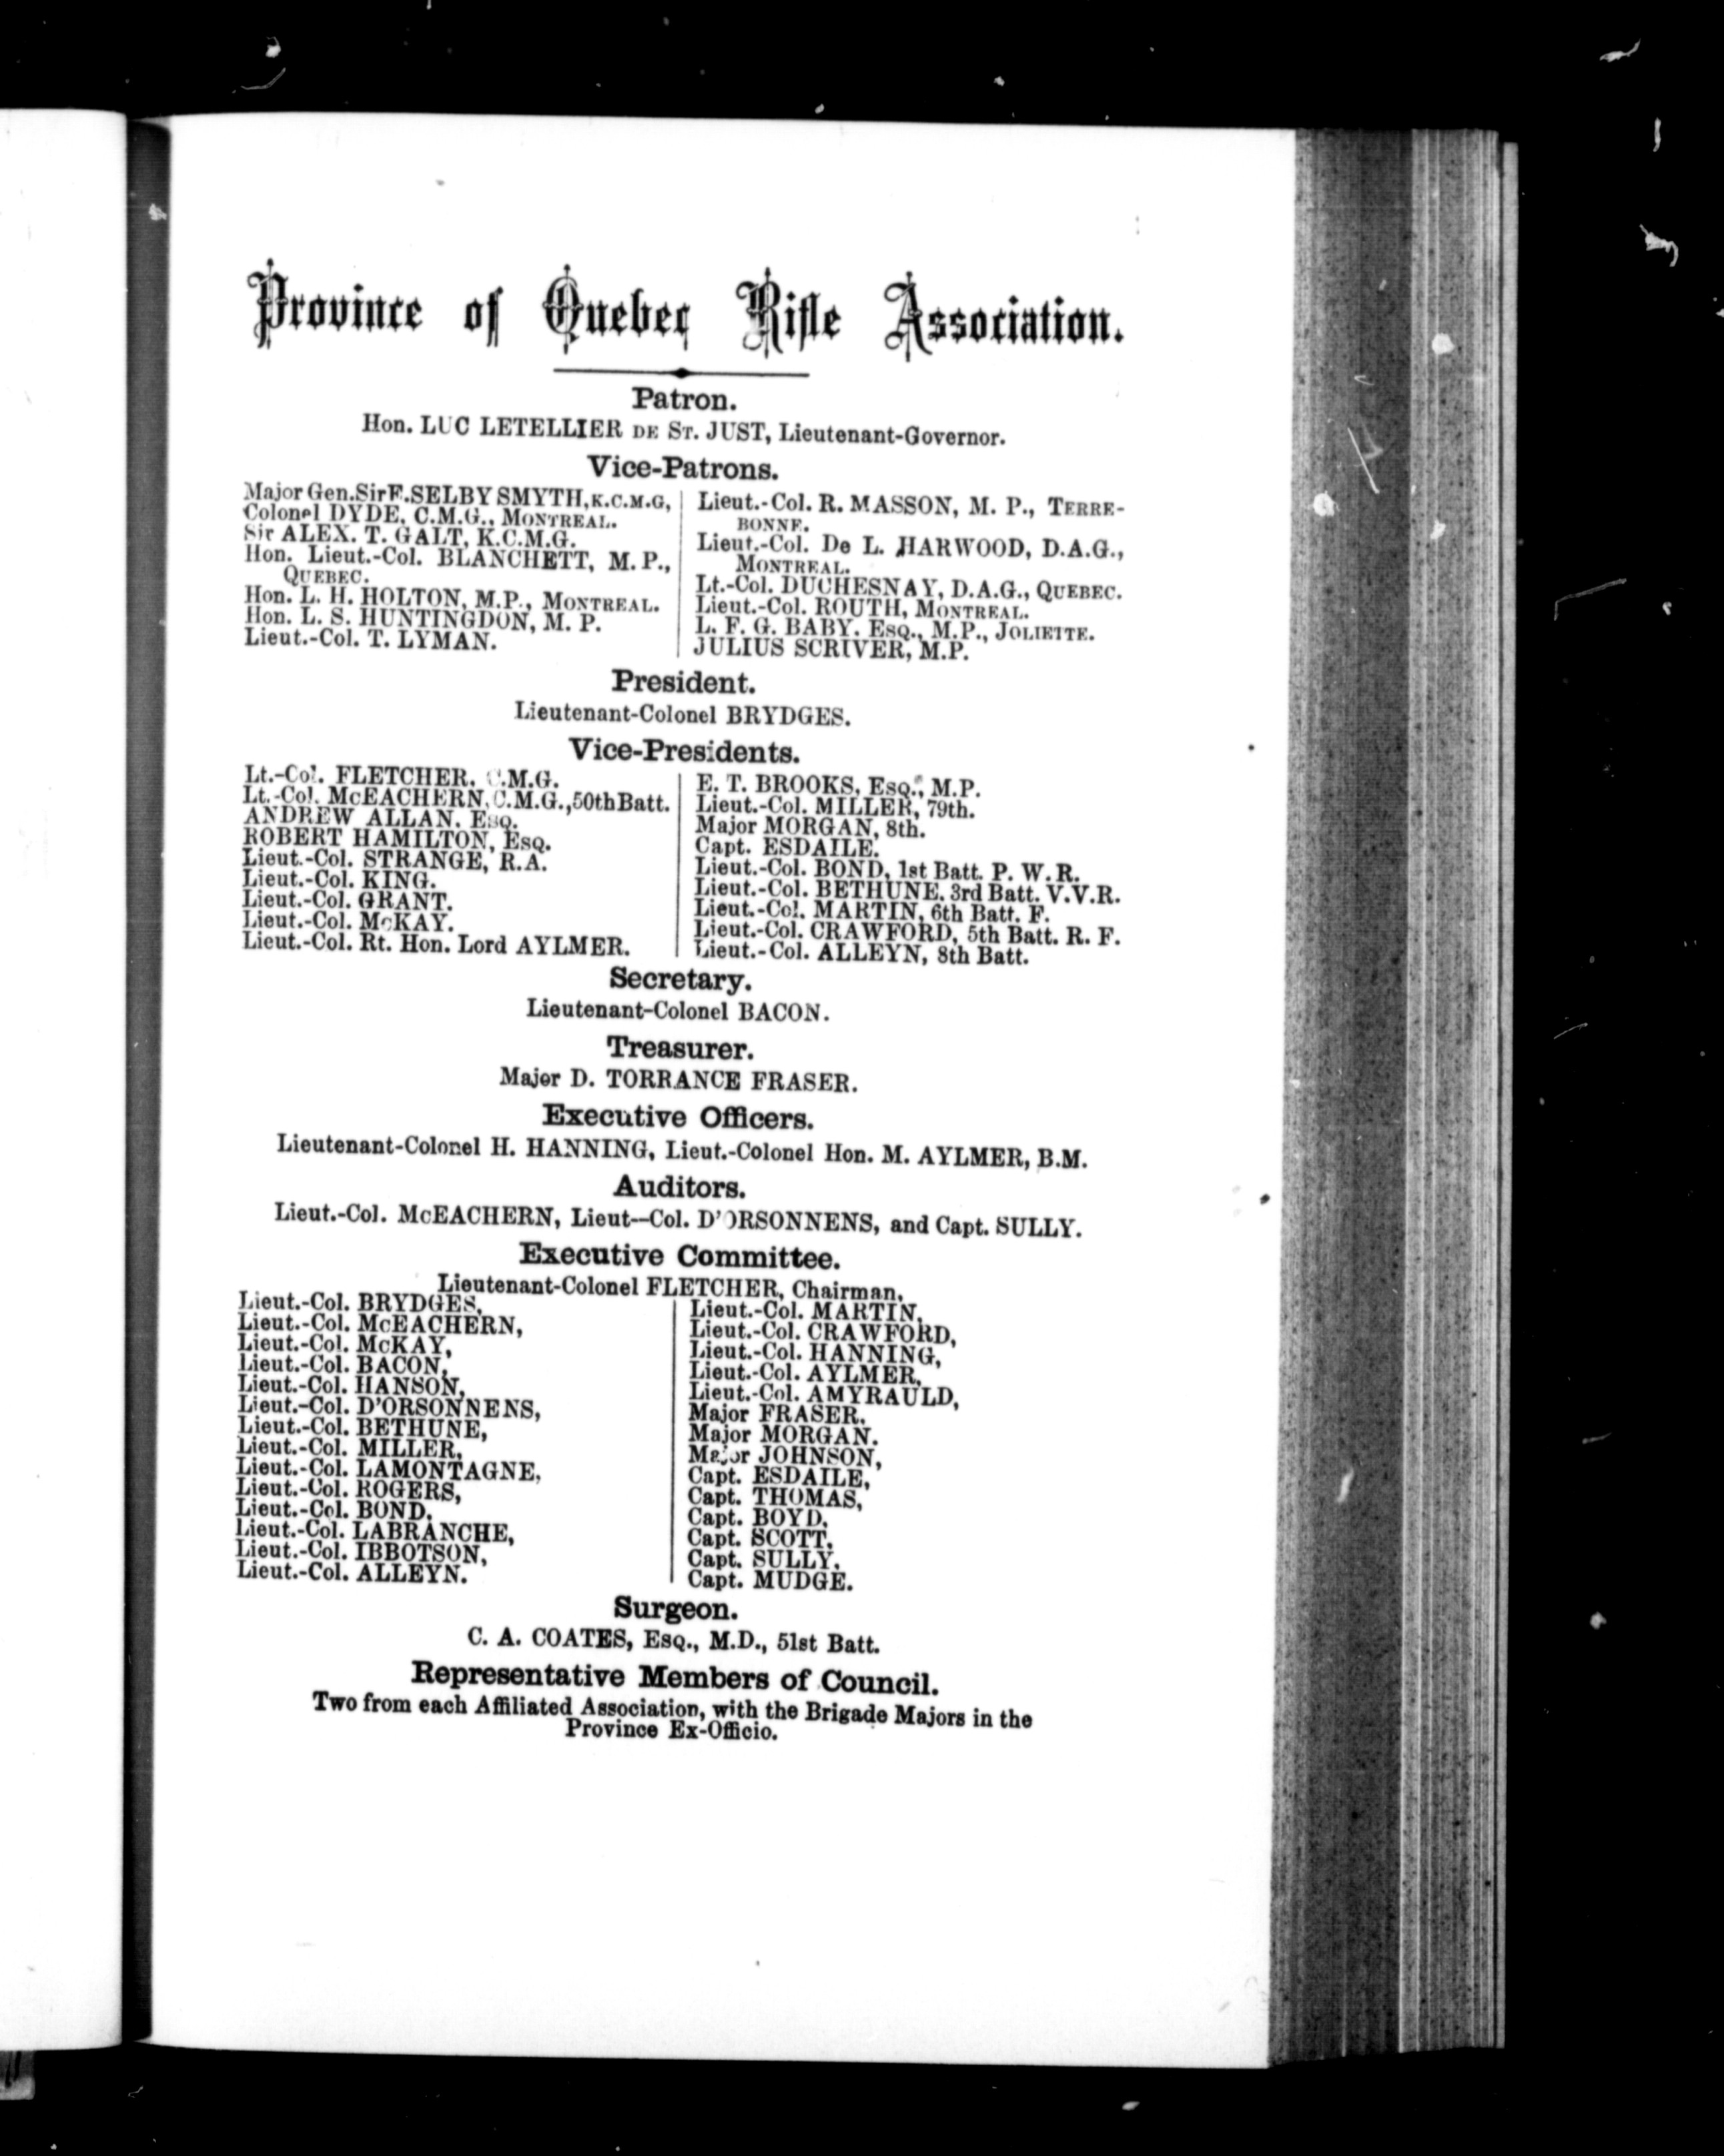 Province of Quebec Rifle Association.
Patron.
Hon. LUC LETELLIER DE ST. JUST, Lieutenant-Governor.
Vice-Patrons.
Major Gen. Sir E. SELBY SMYTH, K.C.M.G,
Colonel DYDE, C.M.G., MONTREAL.
Sir ALEX. T. GALT, K.C.M.G.
Hon. Lieut.-Col. BLANCHETT, M. P.,
QUEBEC.
Hon. L. H. HOLTON, M.P., MONTREAL.
Hon. L. S. HUNTINGDON, M. P.
Lieut.-Col. T. LYMAN.
Lieut.-Col. R. MASSON, M. P., TERRE-
BONNE.
Lieut.-Col. De L. HARWOOD, D.A.G.,
MONTREAL.
Lt.-Col. DUCHESNAY, D.A.G., QUEBEC.
Lieut.-Col. ROUTH, MONTREAL.
L. F. G. BABY. ESQ., M.P., JOLIETTE.
JULIUS SCRIVER, M.P.
President.
Lieutenant-Colonel BRYDGES.
Vice-Presidents.
Lt.-Col. FLETCHER, C.M.G.
Lt.-Col. McEACHERN, C.M.G., 50th Batt.
ANDREW ALLAN. ESQ.
ROBERT HAMILTON, ESQ.
Lieut.-Col. STRANGE, R.A.
Lieut.-Col. KING.
Lieut.-Col. GRANT.
Lieut.-Col. McKAY.
Lieut.-Col. Rt. Hon. Lord AYLMER.
E. T. BROOKS, ESQ., M.P.
Lieut.-Col. MILLER, 79th.
Major MORGAN, 8th.
Capt. ESDAILE.
Lieut.-Col. BOND, 1st Batt. P. W. R.
Lieut.-Col. BETHUNE. 3rd Batt. V.V.R.
Lieut.-Col. MARTIN, 6th Batt. F.
Lieut.-Col. CRAWFORD, 5th Batt. R. F.
Lieut.-Col. ALLEYN, 8th Batt.
Secretary.
Lieutenant-Colonel BACON.
Treasurer.
Major D. TORRANCE FRASER.
Executive Officers.
Lieutenant-Colonel H. HANNING, Lieut.-Colonel Hon. M. AYLMER, B.M.
Auditors.
Lieut.-Col. McEACHERN, Lieut--Col. D'ORSONNENS, and Capt. SULLY.
Executive Committee.
Lieutenant-Colonel FLETCHER, Chairman,
Lieut.-Col. BRYDGES,
Lieut.-Col. McEACHERN,
Lieut.-Col. McKAY,
Lieut.-Col. BACON,
Lieut.-Col. HANSON,
Lieut.-Col. D'ORSONNENS,
Lieut.-Col. BETHUNE,
Lieut.-Col. MILLER,
Lieut.-Col. LAMONTAGNE,
Lieut.-Col. ROGERS,
Lieut.-Col. BOND,
Lieut.-Col. LABRANCHE,
Lieut.-Col. IBBOTSON,
Lieut.-Col. ALLEYN.
Lieut.-Col. MARTIN,
Lieut.-Col. CRAWFORD,
Lieut.-Col. HANNING,
Lieut.-Col. AYLMER,
Lieut.-Col. AMYRAULD,
Major FRASER.
Major MORGAN.
Major JOHNSON,
Capt. ESDAILE,
Capt. THOMAS,
Capt. BOYD,
Capt. SCOTT,
Capt. SULLY,
Capt. MUDGE.
Surgeon.
C. A. COATES, ESQ., M.D., 51st Batt.
Representative Members of Council.
Two from each Affiliated Association, with the Brigade Majors in the
Province Ex-Officio.